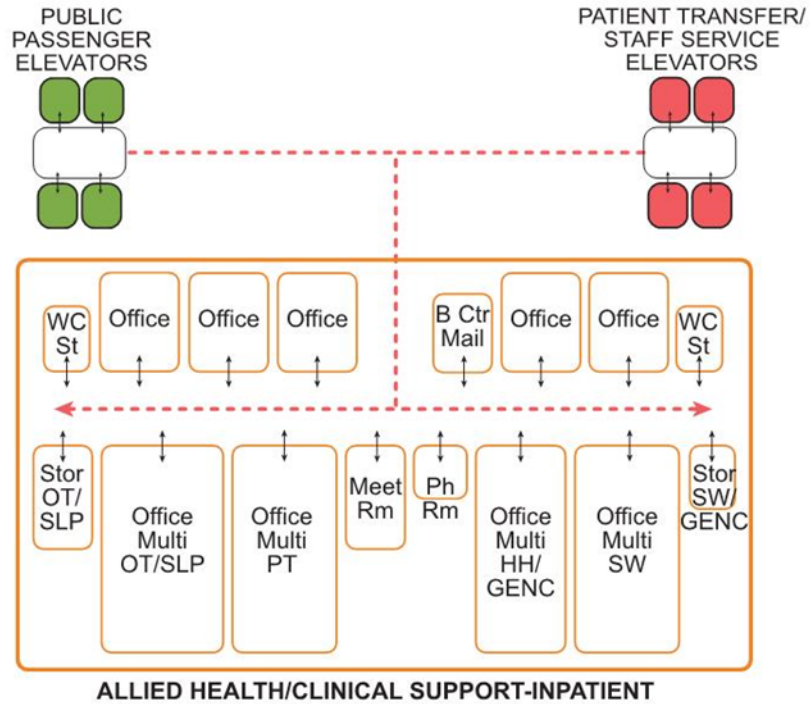 PUBLIC
PASSENGER
ELEVATORS
PATIENT TRANSFER/
STAFF SERVICE
ELEVATORS
WC
St
Office
Office
Office
B Ctr
Mail
Office
Office
WC
St
Stor
OT/
SLP
Office
Multi
OT/SLP
Office
Multi
PT
Meet
Rm
Ph
Rm
Office
Multi
HH/
GENC
Office
Multi
SW
Stor
SW/
GENC
ALLIED HEALTH/CLINICAL SUPPORT-INPATIENT